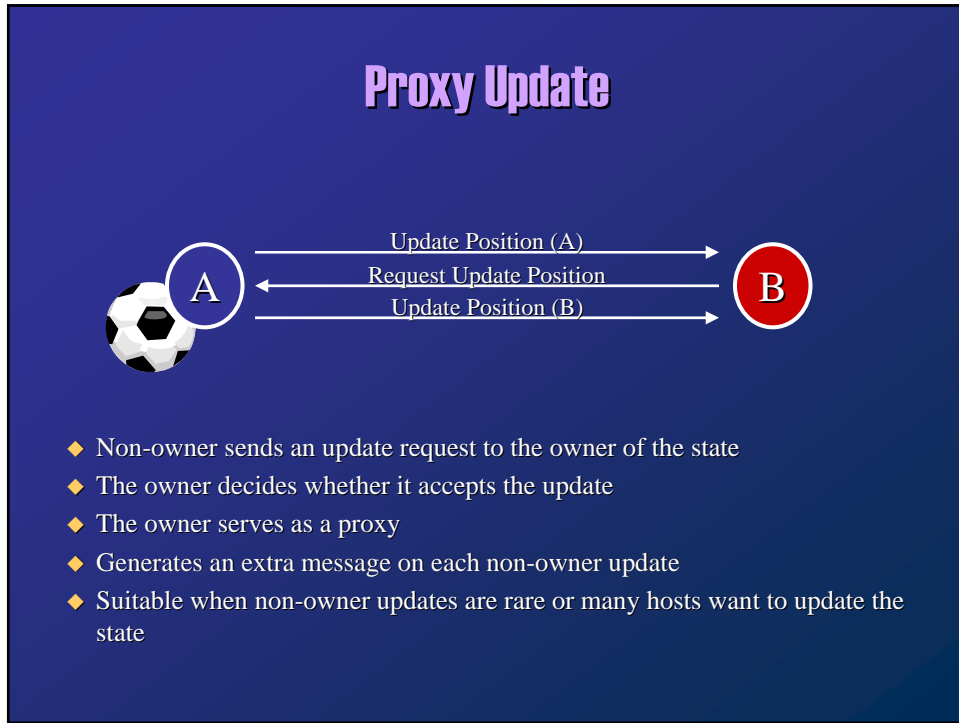 Proxy Update
Update Position (A)
A
Request Update Position
B
Update Position (B)
Non-owner sends an update request to the owner of the state
The owner decides whether it accepts the update
The owner serves as a proxy
Generates an extra message on each non-owner update
Suitable when non-owner updates are rare or many hosts want to update the
state